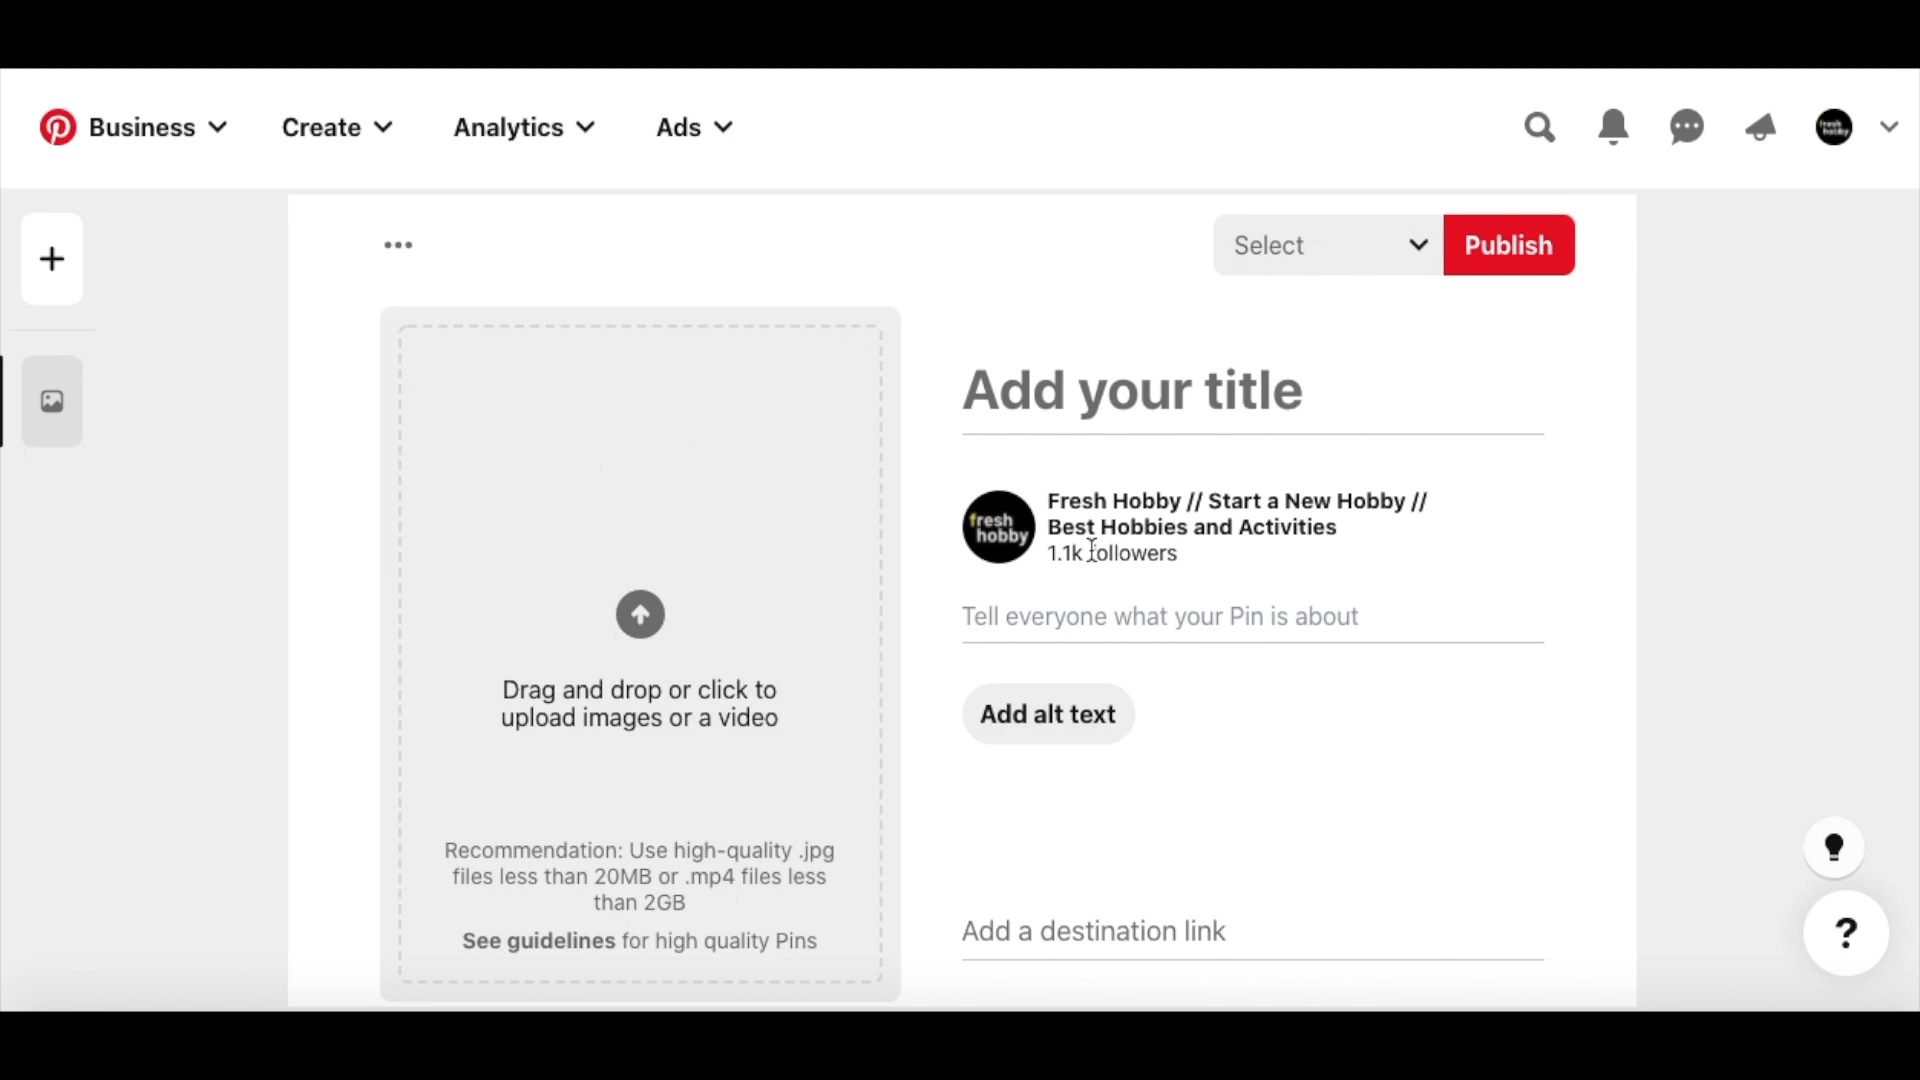 Business
Create
Analytics
Ads
fresh
hobby
Select
Publish
Add your title
fresh
hobby
Fresh Hobby // Start a New Hobby //
Best Hobbies and Activities
1.1k followers
Tell everyone what your Pin is about
Drag and drop or click to
upload images or a video
Add alt text
Recommendation: Use high-quality .jpg
files less than 20MB or .mp4 files less
than 2GB
See guidelines for high quality Pins
Add a destination link
?